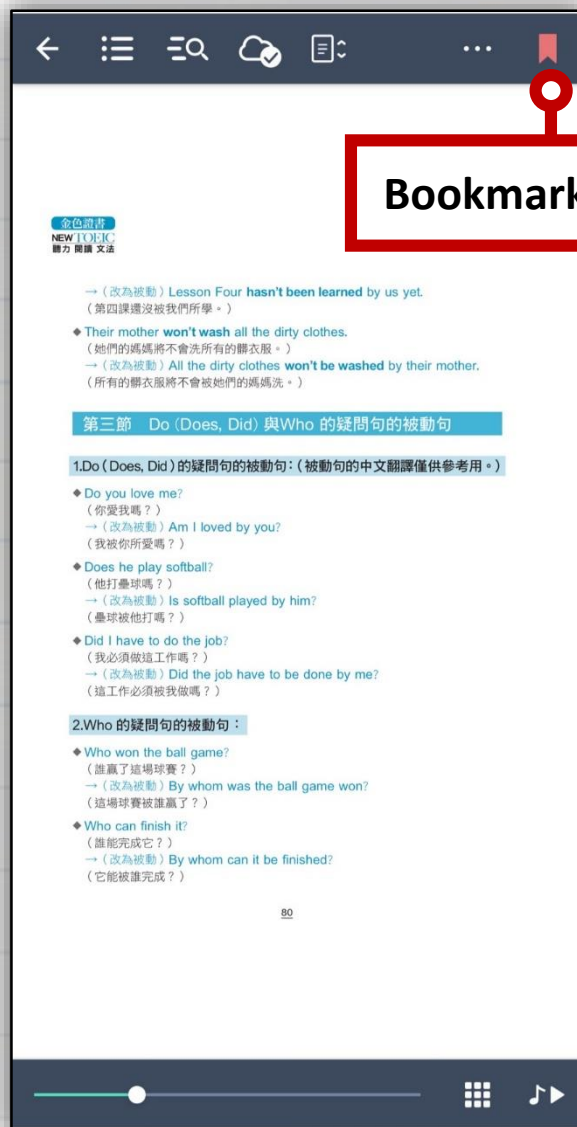 Bookmark
金色證書
NEW TOEIC
聽力 閱讀 文法
→（改為被動）Lesson Four hasn't been learned by us yet.
（第四課還沒被我們所學。）
◆ Their mother won't wash all the dirty clothes.
（她們的媽媽將不會洗所有的髒衣服。）
→（改為被動）All the dirty clothes won't be washed by their mother.
（所有的髒衣服將不會被她們的媽媽洗。）
第三節 Do (Does, Did) 與Who 的疑問句的被動句
1.Do ( Does, Did ) 的疑問句的被動句：（被動句的中文翻譯僅供參考用。）
◆ Do you love me?
（你愛我嗎？）
→（改為被動）Am I loved by you?
（我被你所愛嗎？）
◆ Does he play softball?
（他打壘球嗎？）
→（改為被動）Is softball played by him?
（壘球被他打嗎？）
◆ Did I have to do the job?
（我必須做這工作嗎？）
→（改為被動）Did the job have to be done by me?
（這工作必須被我做嗎？）
2.Who 的疑問句的被動句：
◆ Who won the ball game?
（誰贏了這場球賽？）
→（改為被動）By whom was the ball game won?
（這場球賽被誰贏了？）
◆ Who can finish it?
（誰能完成它？）
→（改為被動）By whom can it be finished?
（它能被誰完成？）
80